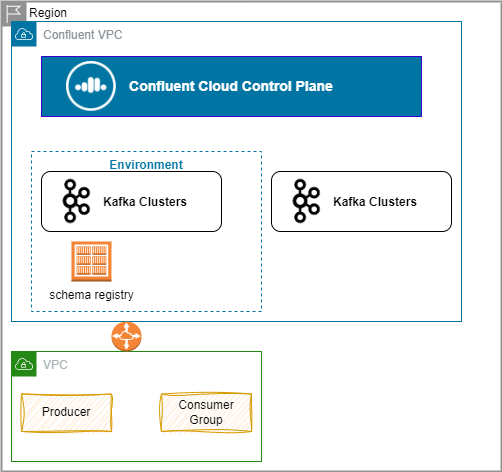 Region
Confluent VPC
Confluent Cloud Control Plane
Environment
Kafka Clusters
Kafka Clusters
schema registry
VPC
Producer
Consumer
Group